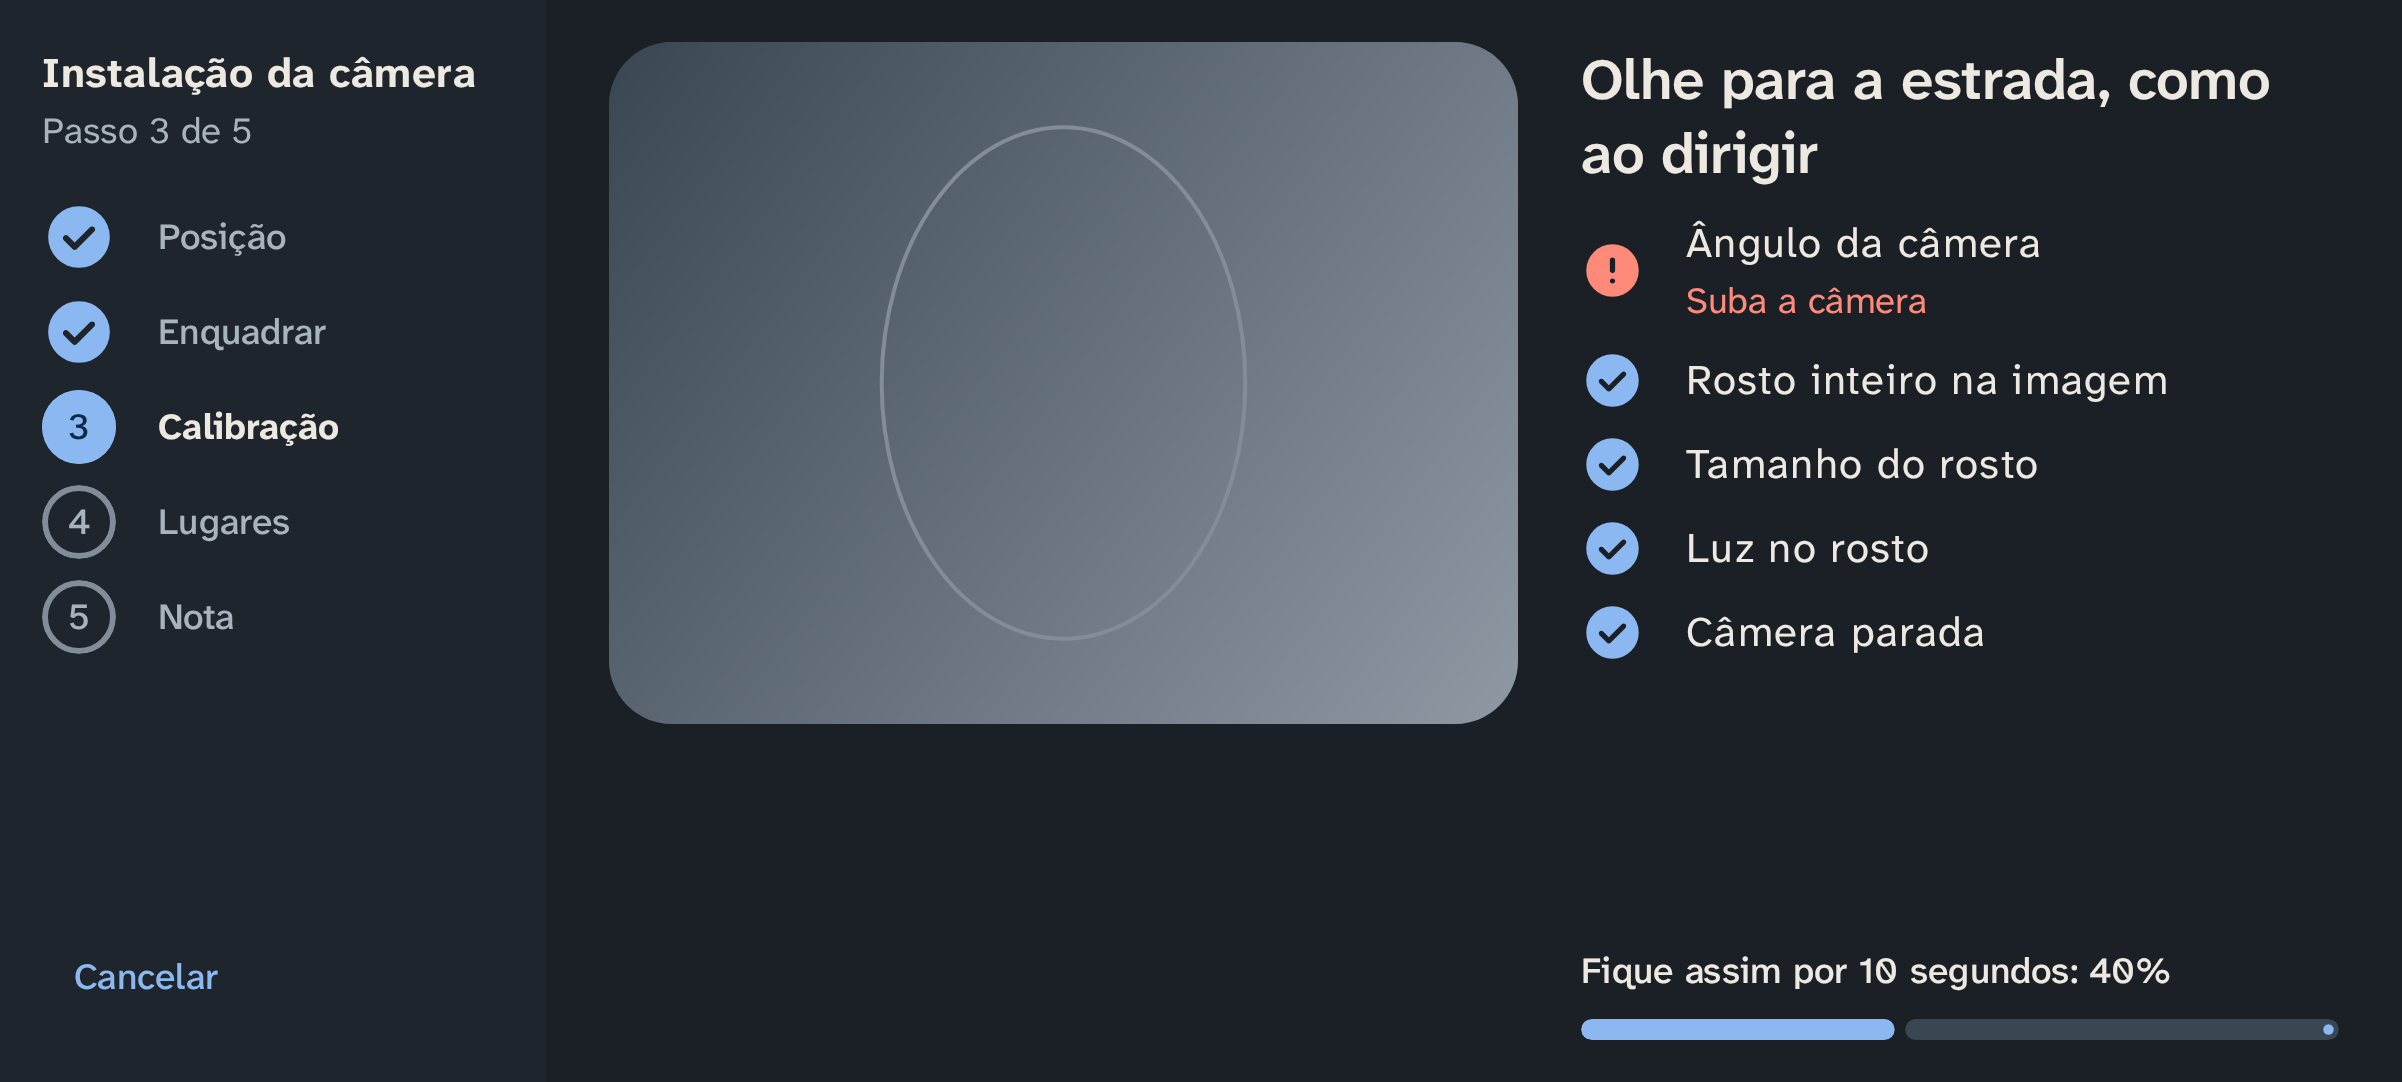 Instalação da câmera
Passo 3 de 5
Posição
Enquadrar
3 Calibração
4 Lugares
5 Nota
Cancelar
Olhe para a estrada, como
ao dirigir
Ângulo da câmera
Suba a câmera
Rosto inteiro na imagem
Tamanho do rosto
Luz no rosto
Câmera parada
Fique assim por 10 segundos: 40%